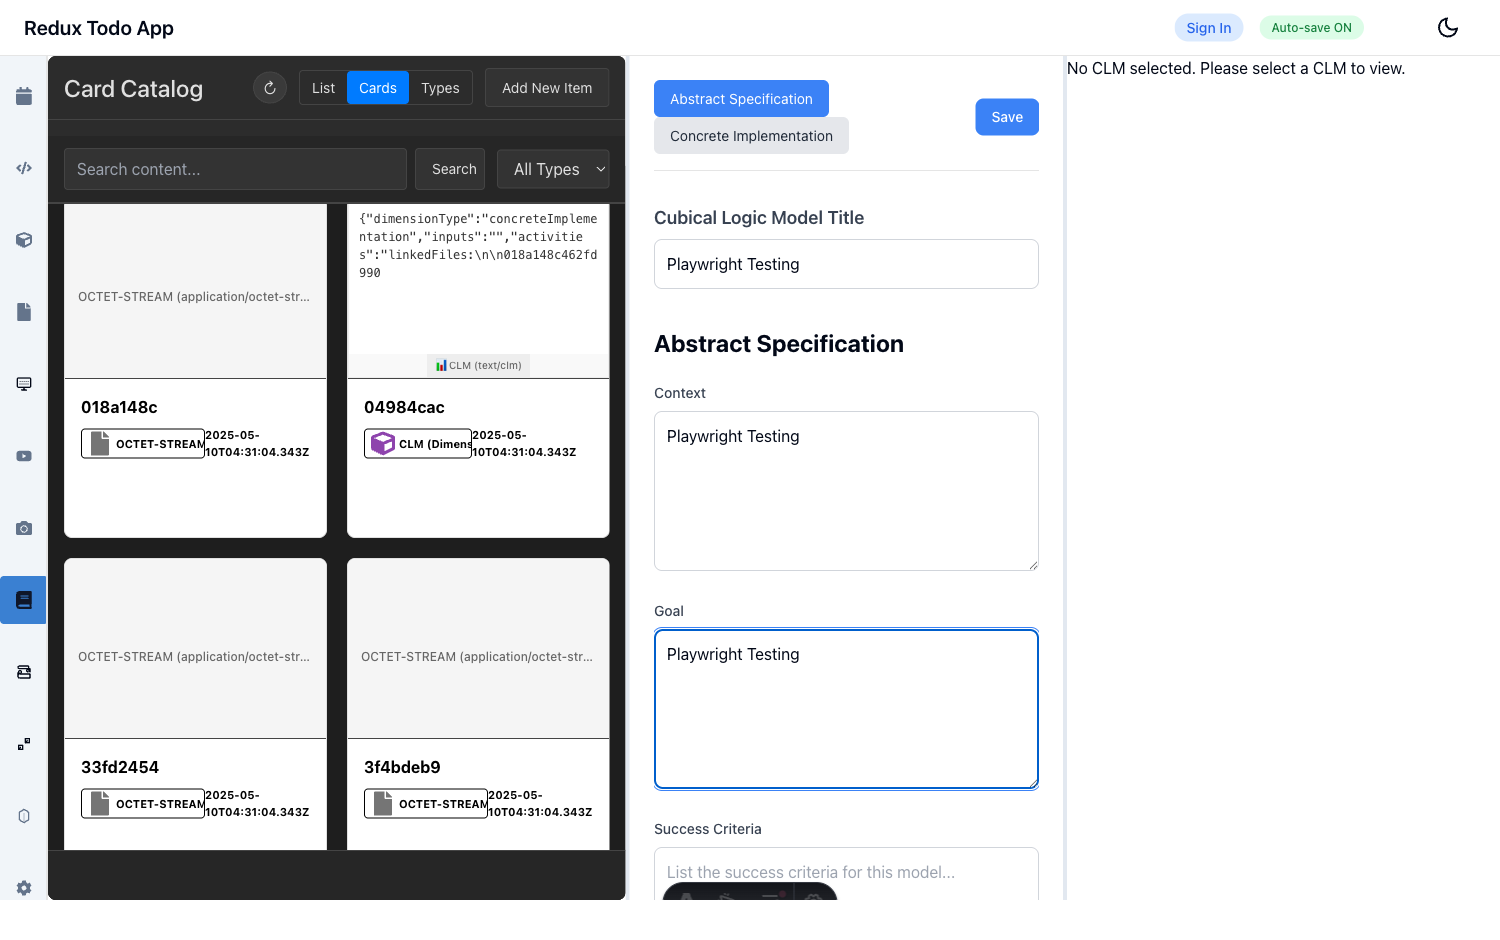 Redux Todo App
Sign In
Auto-save ON
Card Catalog
List
Cards
Types
Add New Item
Search content...
Search
All Types
OCTET-STREAM (application/octet-str...
{"dimensionType":"concreteImpleme
ntation","inputs":"","activitie
s":"linkedFiles:\n\n018a148c462fd
990
CLM (text/clm)
018a148c
OCTET-STREAM
2025-05-
10T04:31:04.343Z
04984cac
CLM (Dimens
2025-05-
10T04:31:04.343Z
OCTET-STREAM (application/octet-str...
OCTET-STREAM (application/octet-str...
33fd2454
OCTET-STREAM
2025-05-
10T04:31:04.343Z
3f4bdeb9
OCTET-STREAM
2025-05-
10T04:31:04.343Z
Abstract Specification
Concrete Implementation
Save
Cubical Logic Model Title
Playwright Testing
Abstract Specification
Context
Playwright Testing
Goal
Playwright Testing
Success Criteria
List the success criteria for this model...
No CLM selected. Please select a CLM to view.